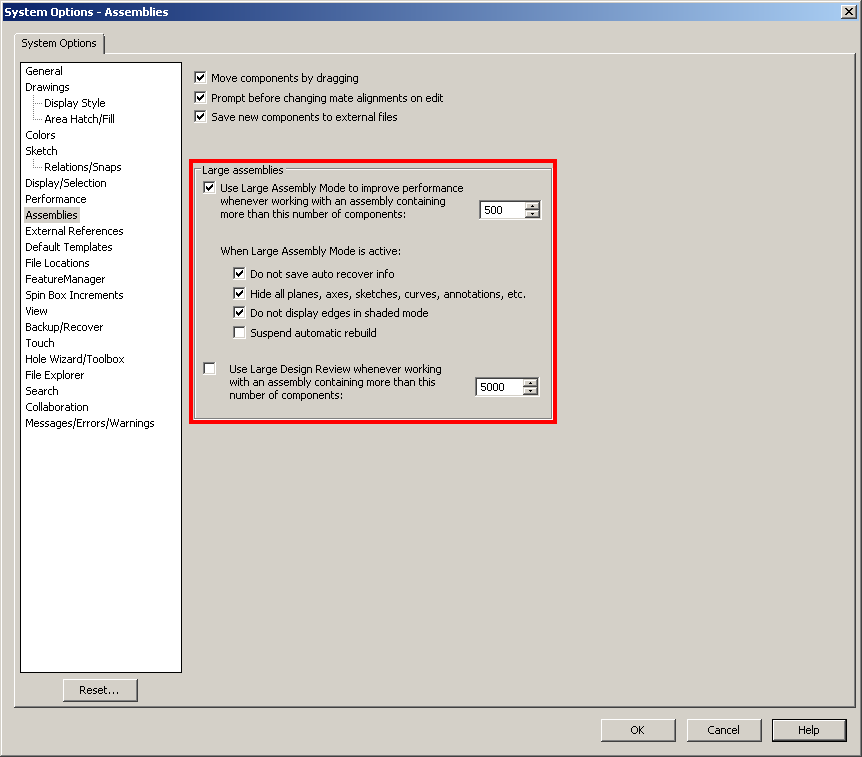 System Options - Assemblies
System Options
General
Drawings
Display Style
Area Hatch/Fill
Colors
Sketch
Relations/Snaps
Display/Selection
Performance
Assemblies
External References
Default Templates
File Locations
FeatureManager
Spin Box Increments
View
Backup/Recover
Touch
Hole Wizard/Toolbox
File Explorer
Search
Collaboration
Messages/Errors/Warnings
Reset...
Move components by dragging
Prompt before changing mate alignments on edit
Save new components to external files
Large assemblies
Use Large Assembly Mode to improve performance
whenever working with an assembly containing
more than this number of components:
500
When Large Assembly Mode is active:
Do not save auto recover info
Hide all planes, axes, sketches, curves, annotations, etc.
Do not display edges in shaded mode
Suspend automatic rebuild
Use Large Design Review whenever working
with an assembly containing more than this
number of components:
5000
OK
Cancel
Help